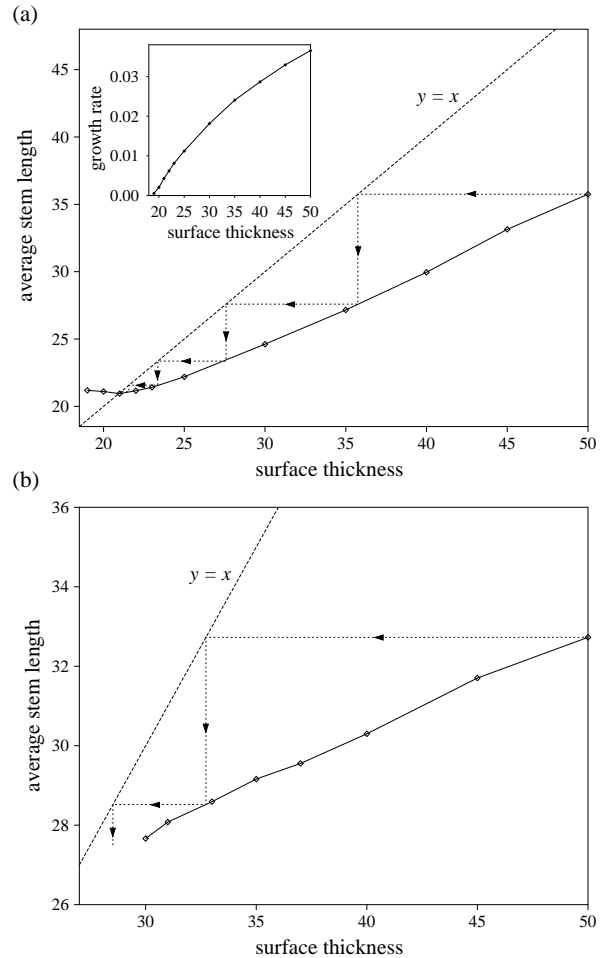 (a)
45
40
35
30
25
20
average stem length
y = x
0.03
0.02
0.01
0.00
growth rate
20 25 30 35 40 45 50
surface thickness
20 25 30 35 40 45 50
surface thickness
(b)
36
34
32
30
28
26
average stem length
y = x
30 35 40 45 50
surface thickness